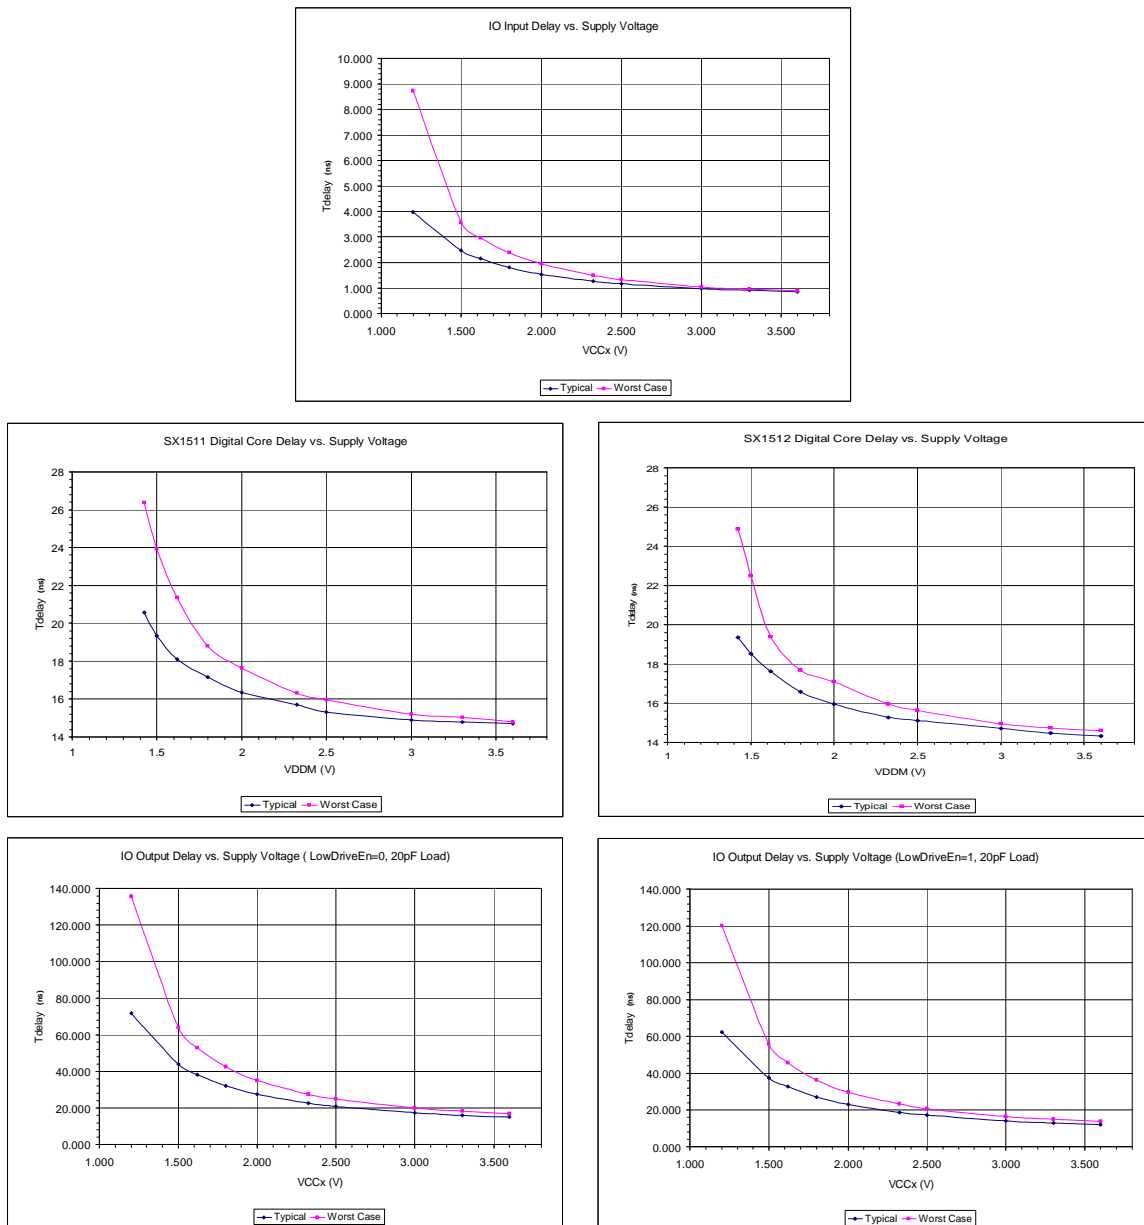 IO Input Delay vs. Supply Voltage
10.000
9.000
8.000
7.000
6.000
5.000
4.000
3.000
2.000
1.000
0.000
Tdelay (ns)
1.000 1.500 2.000 2.500 3.000 3.500
VCCx (V)
Typical Worst Case
SX1511 Digital Core Delay vs. Supply Voltage
28
26
24
22
20
18
16
14
Tdelay (ns)
1 1.5 2 2.5 3 3.5
VDDM (V)
Typical Worst Case
SX1512 Digital Core Delay vs. Supply Voltage
28
26
24
22
20
18
16
14
Tdelay (ns)
1 1.5 2 2.5 3 3.5
VDDM (V)
Typical Worst Case
IO Output Delay vs. Supply Voltage ( LowDriveEn=0, 20pF Load)
140.000
120.000
100.000
80.000
60.000
40.000
20.000
0.000
Tdelay (ns)
1.000 1.500 2.000 2.500 3.000 3.500
VCCx (V)
Typical Worst Case
IO Output Delay vs. Supply Voltage (LowDriveEn=1, 20pF Load)
140.000
120.000
100.000
80.000
60.000
40.000
20.000
0.000
Tdelay (ns)
1.000 1.500 2.000 2.500 3.000 3.500
VCCx (V)
Typical Worst Case